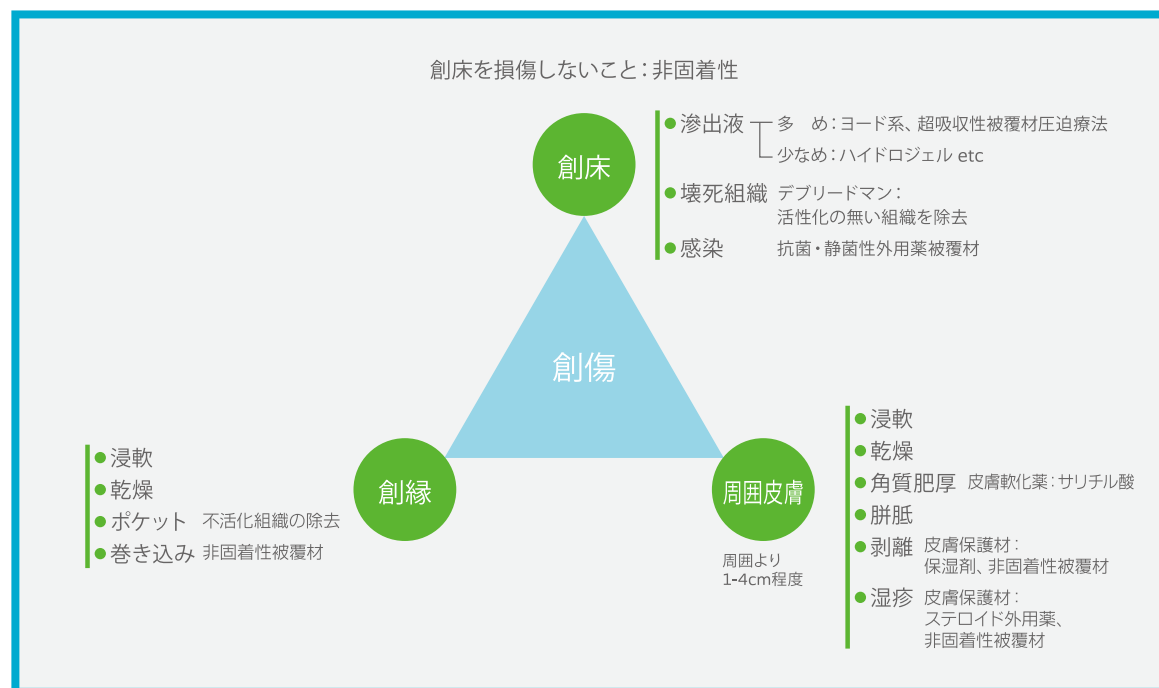 創床を損傷しないこと：非固着性
創床
● 滲出液 多　め：ヨード系、超吸収性被覆材圧迫療法
少なめ：ハイドロジェル etc
● 壊死組織 デブリードマン：
活性化の無い組織を除去
● 感染 抗菌・静菌性外用薬被覆材
創傷
創縁
● 浸軟
● 乾燥
● ポケット 不活化組織の除去
● 巻き込み 非固着性被覆材
周囲皮膚
周囲より
1-4cm程度
● 浸軟
● 乾燥
● 角質肥厚 皮膚軟化薬：サリチル酸
● 胼胝
● 剥離 皮膚保護材：
保湿剤、非固着性被覆材
● 湿疹 皮膚保護材：
ステロイド外用薬、
非固着性被覆材